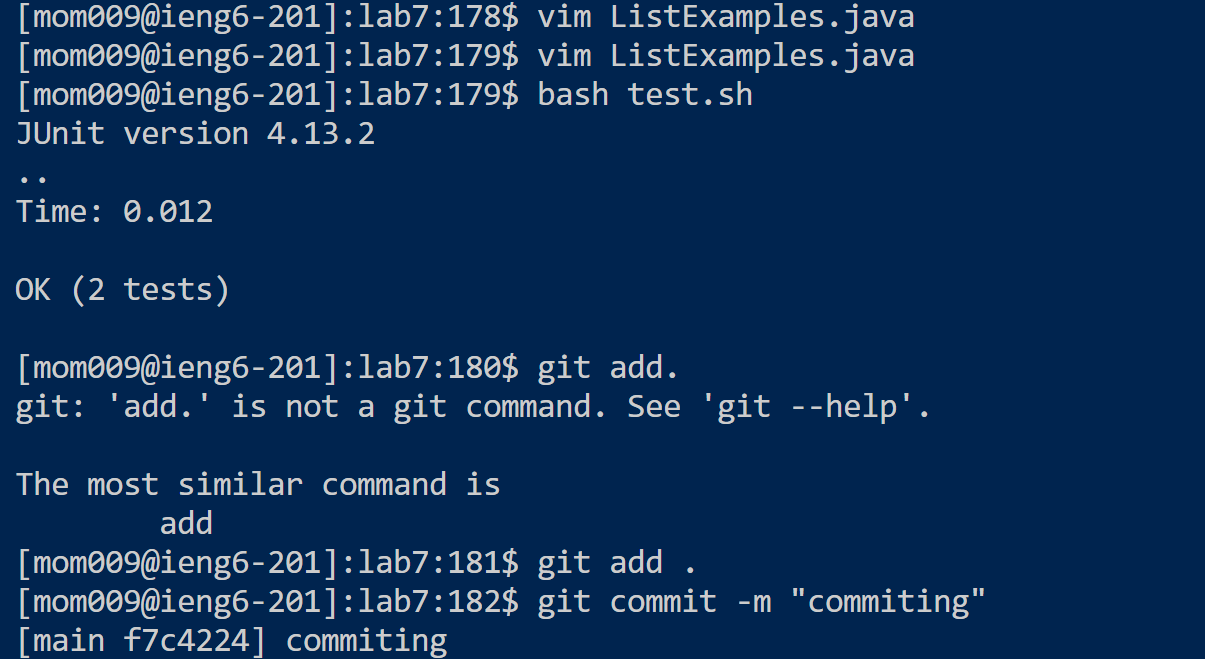 [mom009@ieng6-201]:lab7:178$ vim ListExamples.java
[mom009@ieng6-201]:lab7:179$ vim ListExamples.java
[mom009@ieng6-201]:lab7:179$ bash test.sh
JUnit version 4.13.2
..
Time: 0.012
OK (2 tests)
[mom009@ieng6-201]:lab7:180$ git add.
git: 'add.' is not a git command. See 'git --help'.
The most similar command is
add
[mom009@ieng6-201]:lab7:181$ git add .
[mom009@ieng6-201]:lab7:182$ git commit -m "commiting"
[main f7c4224] commiting